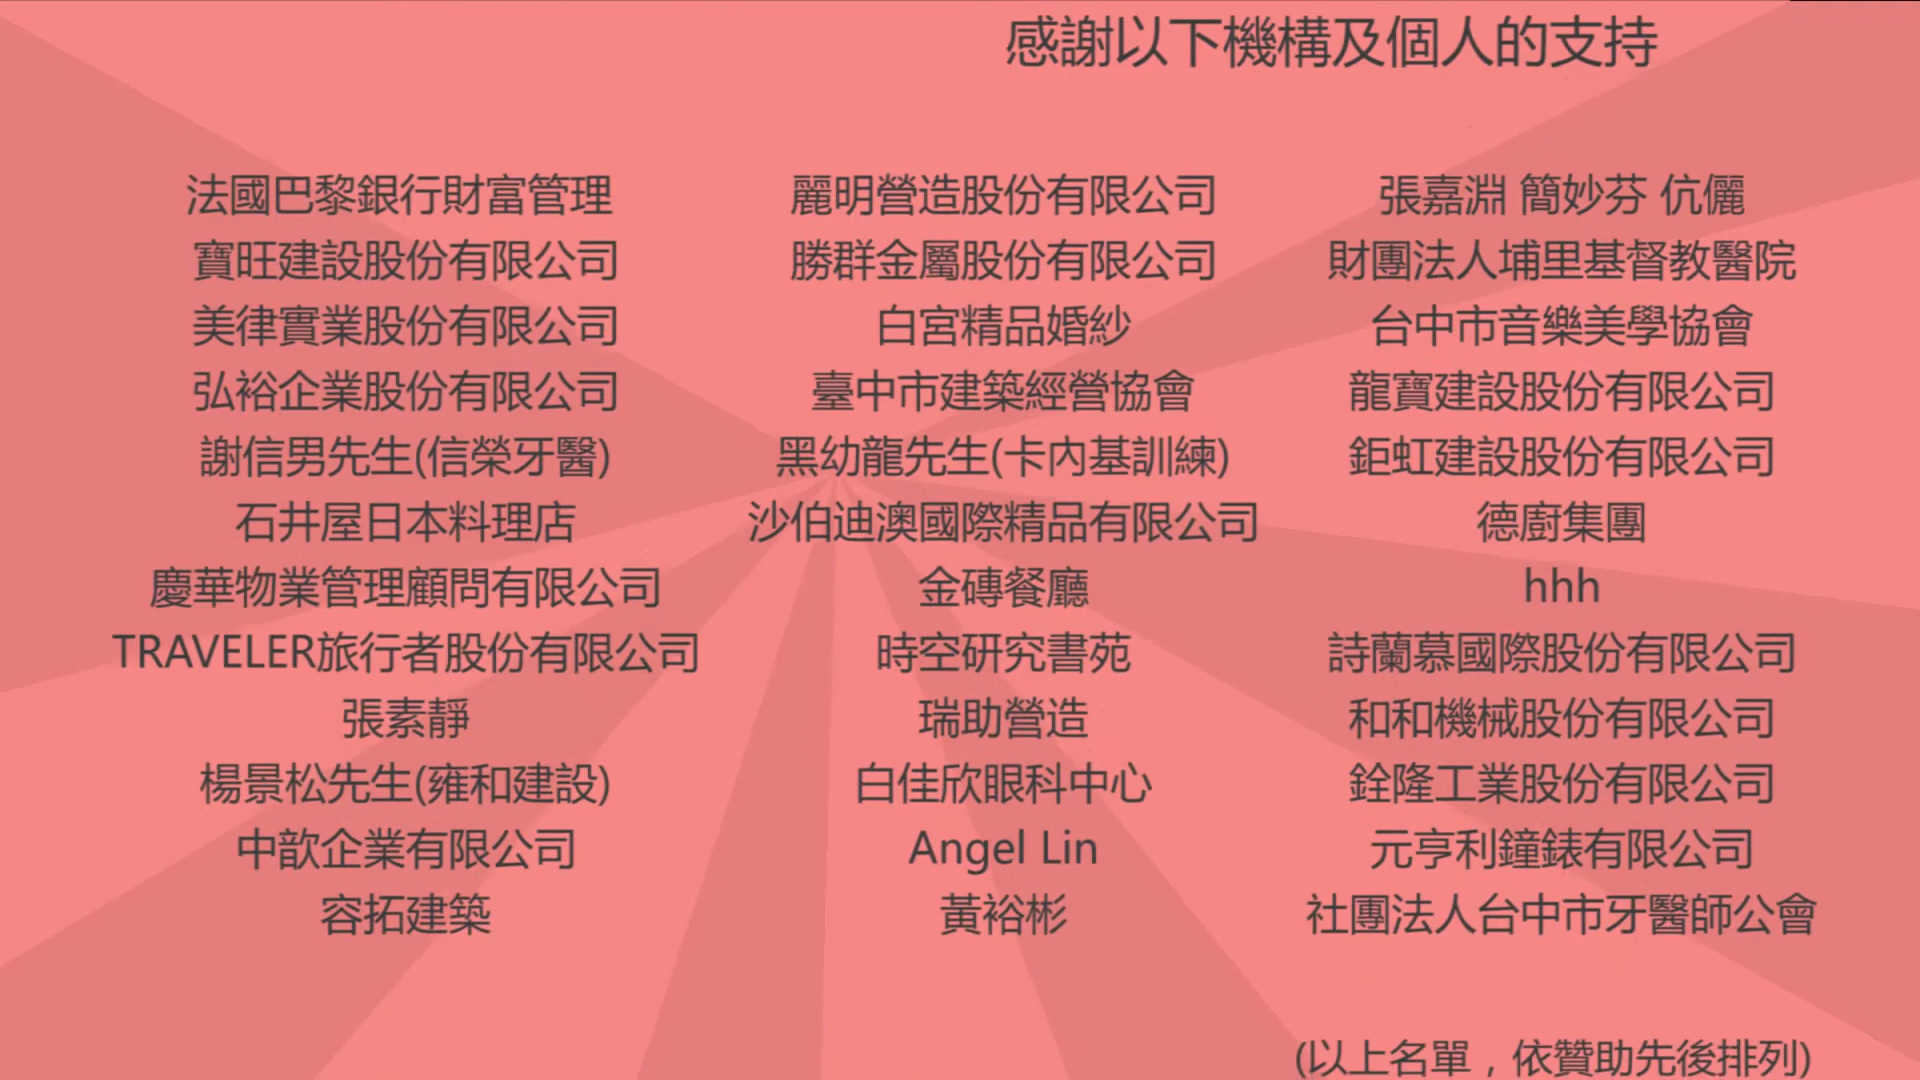 感謝以下機構及個人的支持
法國巴黎銀行財富管理
寶旺建設股份有限公司
美律實業股份有限公司
弘裕企業股份有限公司
謝信男先生(信榮牙醫)
石井屋日本料理店
慶華物業管理顧問有限公司
TRAVELER旅行者股份有限公司
張素靜
楊景松先生(雍和建設)
中歆企業有限公司
容拓建築
麗明營造股份有限公司
勝群金屬股份有限公司
白宮精品婚紗
臺中市建築經營協會
黑幼龍先生(卡內基訓練)
沙伯迪澳國際精品有限公司
金磚餐廳
時空研究書苑
瑞助營造
白佳欣眼科中心
Angel Lin
黃裕彬
張嘉淵 簡妙芬 伉儷
財團法人埔里基督教醫院
台中市音樂美學協會
龍寶建設股份有限公司
鉅虹建設股份有限公司
德廚集團
hhh
詩蘭慕國際股份有限公司
和和機械股份有限公司
銓隆工業股份有限公司
元亨利鐘錶有限公司
社團法人台中市牙醫師公會
(以上名單，依贊助先後排列)